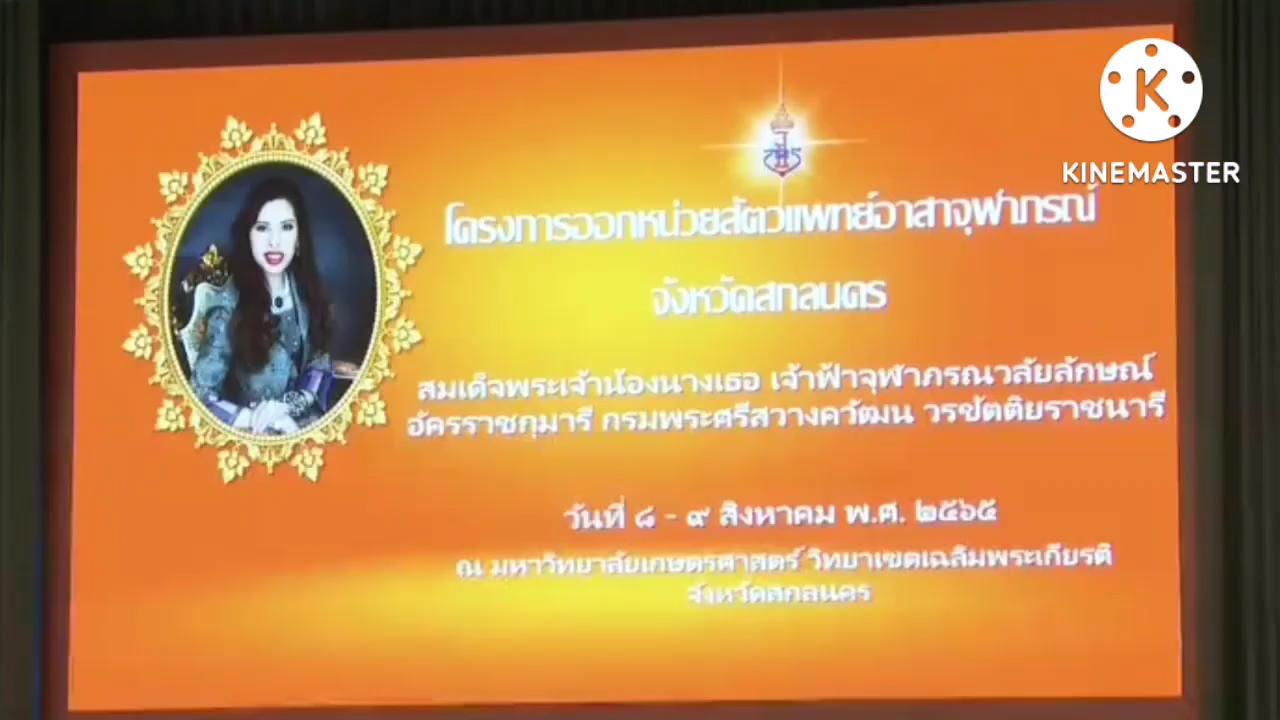 KINEMASTER
โครงการออกหน่วยสัตวแพทย์อาสาจุฬาภรณ์
จังหวัดสกลนคร
สมเด็จพระเจ้าน้องนางเธอ เจ้าฟ้าจุฬาภรณวลัยลักษณ์
อัครราชกุมารี กรมพระศรีสวางควัฒน วรขัตติยราชนารี
วันที่ ๘ - ๙ สิงหาคม พ.ศ. ๒๕๖๕
ณ มหาวิทยาลัยเกษตรศาสตร์ วิทยาเขตเฉลิมพระเกียรติ
จังหวัดสกลนคร